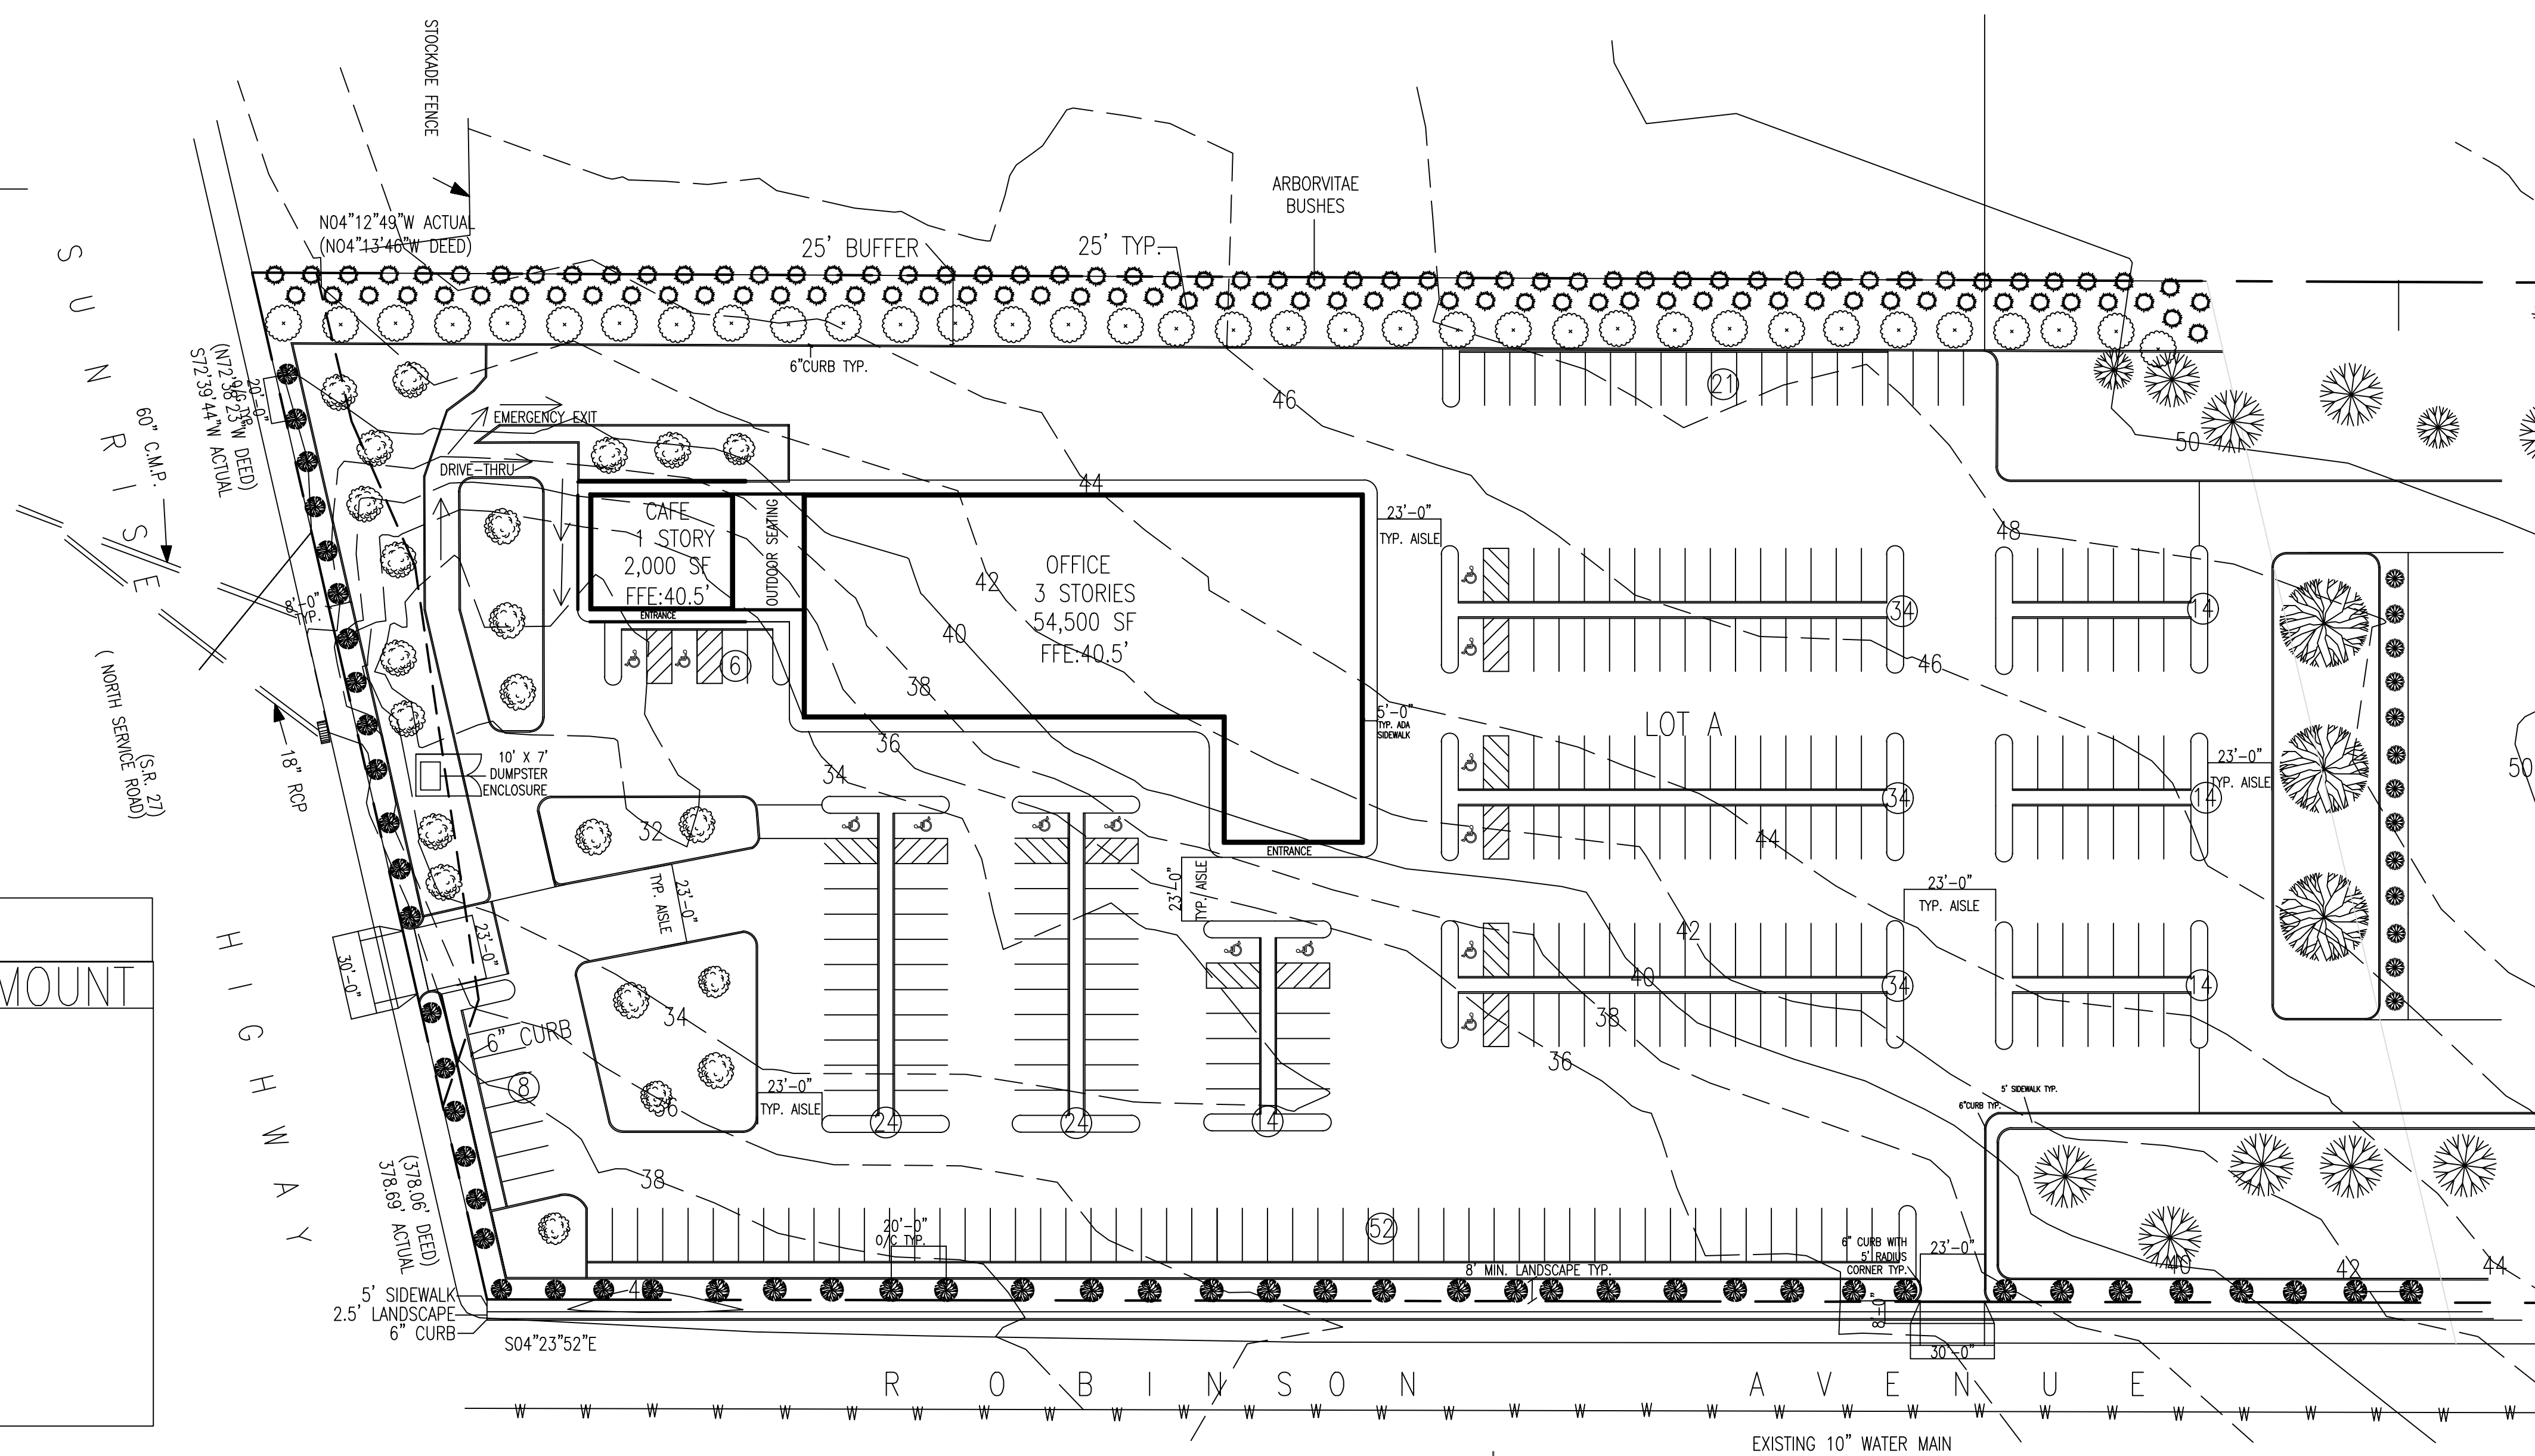 STOCKADE FENCE
ARBORVITAE
BUSHES
N04"12"49"W ACTUAL
(N04"13'46"W DEED)
25' BUFFER
25' TYP.
6"CURB TYP.
SUNRISE
HIGHWAY
(S.R. 27)
( NORTH SERVICE ROAD)
60" C.M.P.
18" RCP
S72'39'44"W ACTUAL
20'-0"
8'-0"
TYP.
EMERGENCY EXIT
DRIVE-THRU
CAFE
1 STORY
2,000 SF
FFE:40.5'
ENTRANCE
OUTDOOR SEATING
OFFICE
3 STORIES
54,500 SF
FFE:40.5'
ENTRANCE
6
21
46
44
42
40
38
36
34
32
50
48
46
50
23'-0"
TYP. AISLE
5'-0"
TYP. ADA
SIDEWALK
LOT A
34
14
34
14
34
14
23'-0"
TYP. AISLE
23'-0"
TYP. AISLE
44
42
40
38
36
10' X 7'
DUMPSTER
ENCLOSURE
23'-0"
TYP. AISLE
23'-0"
TYP. AISLE
23'-0"
30'-0"
MOUNT
6" CURB
8
34
36
38
23'-0"
TYP. AISLE
24
24
14
5' SIDEWALK TYP.
6"CURB TYP.
(378.06' DEED)
378.69' ACTUAL
20'-0"
O/C TYP.
52
8' MIN. LANDSCAPE TYP.
6" CURB WITH
5' RADIUS
CORNER TYP.
23'-0"
30'-0"
40
42
44
5' SIDEWALK
2.5' LANDSCAPE
6" CURB
S04"23"52"E
ROBINSON AVENUE
W W W W W W W W W W W W W W W W W W W W W W W W W W W W W W W
EXISTING 10" WATER MAIN